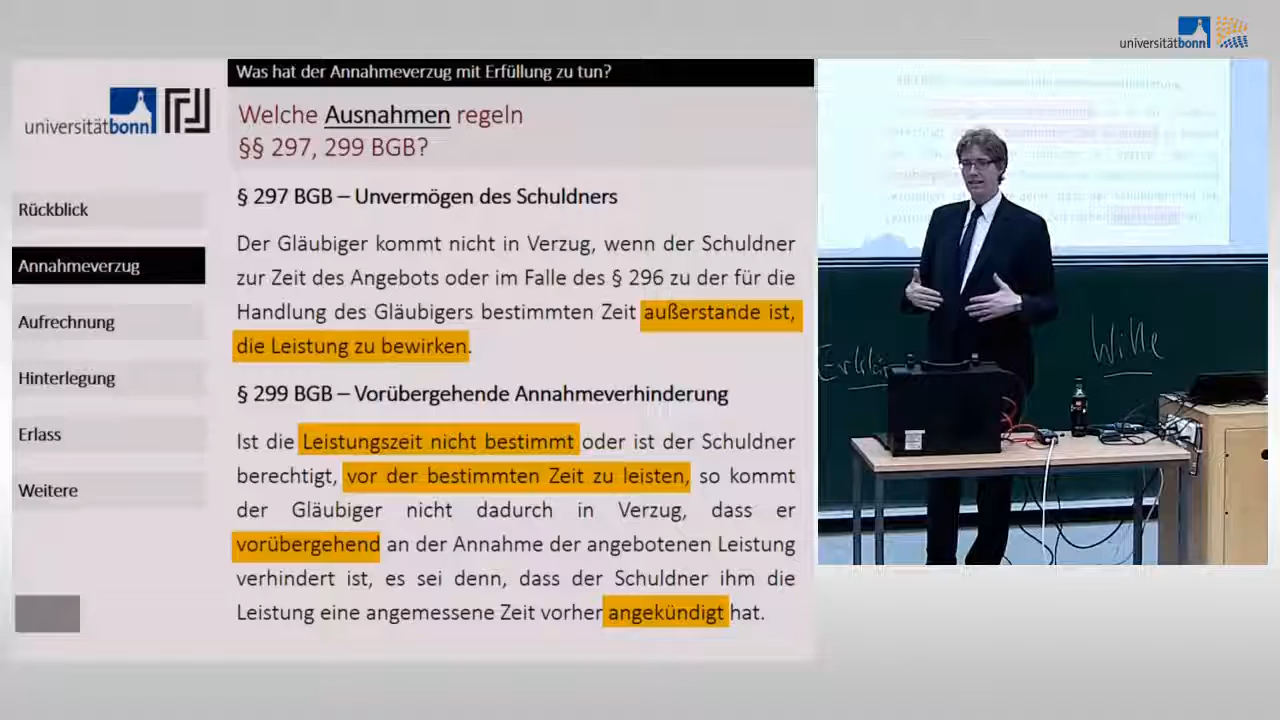 universitätbonn
Was hat der Annahmeverzug mit Erfüllung zu tun?
universitätbonn
Welche Ausnahmen regeln
§§ 297, 299 BGB?
Rückblick
Annahmeverzug
Aufrechnung
Hinterlegung
Erlass
Weitere
§ 297 BGB – Unvermögen des Schuldners
Der Gläubiger kommt nicht in Verzug, wenn der Schuldner
zur Zeit des Angebots oder im Falle des § 296 zu der für die
Handlung des Gläubigers bestimmten Zeit außerstande ist,
die Leistung zu bewirken.
§ 299 BGB – Vorübergehende Annahmeverhinderung
Ist die Leistungszeit nicht bestimmt oder ist der Schuldner
berechtigt, vor der bestimmten Zeit zu leisten, so kommt
der Gläubiger nicht dadurch in Verzug, dass er
vorübergehend an der Annahme der angebotenen Leistung
verhindert ist, es sei denn, dass der Schuldner ihm die
Leistung eine angemessene Zeit vorher angekündigt hat.
Wille